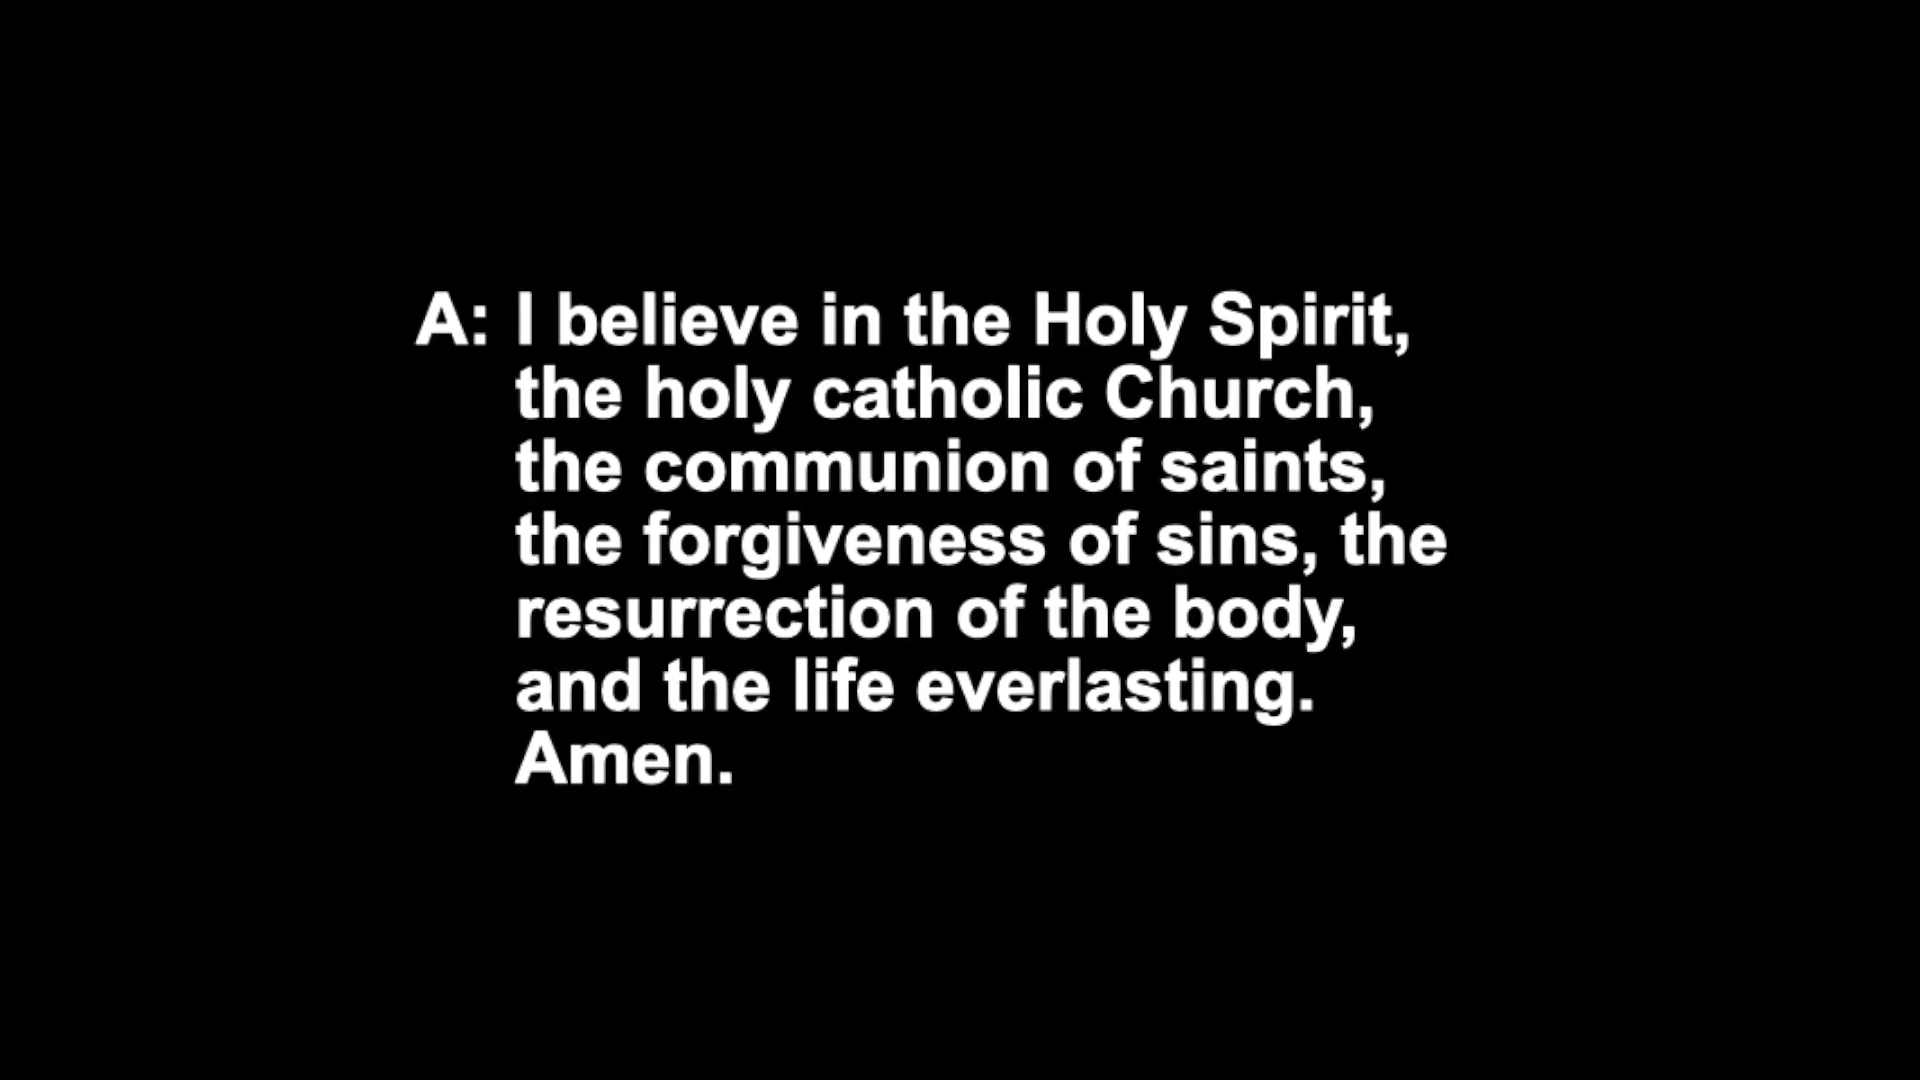 A: I believe in the Holy Spirit,
the holy catholic Church,
the communion of saints,
the forgiveness of sins, the
resurrection of the body,
and the life everlasting.
Amen.